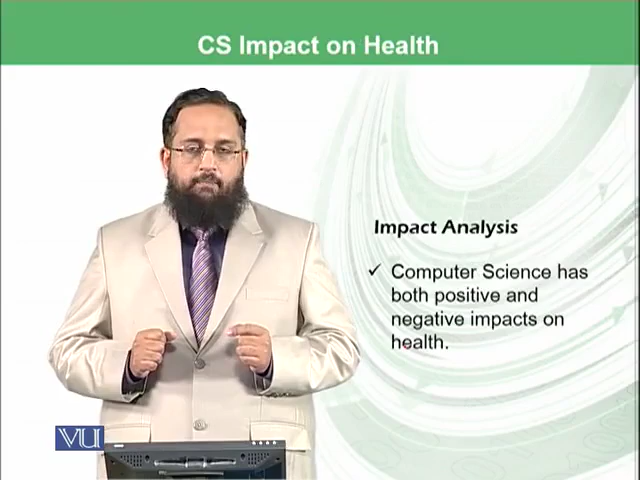 CS Impact on Health
Impact Analysis
✓ Computer Science has
both positive and
negative impacts on
health.
VU